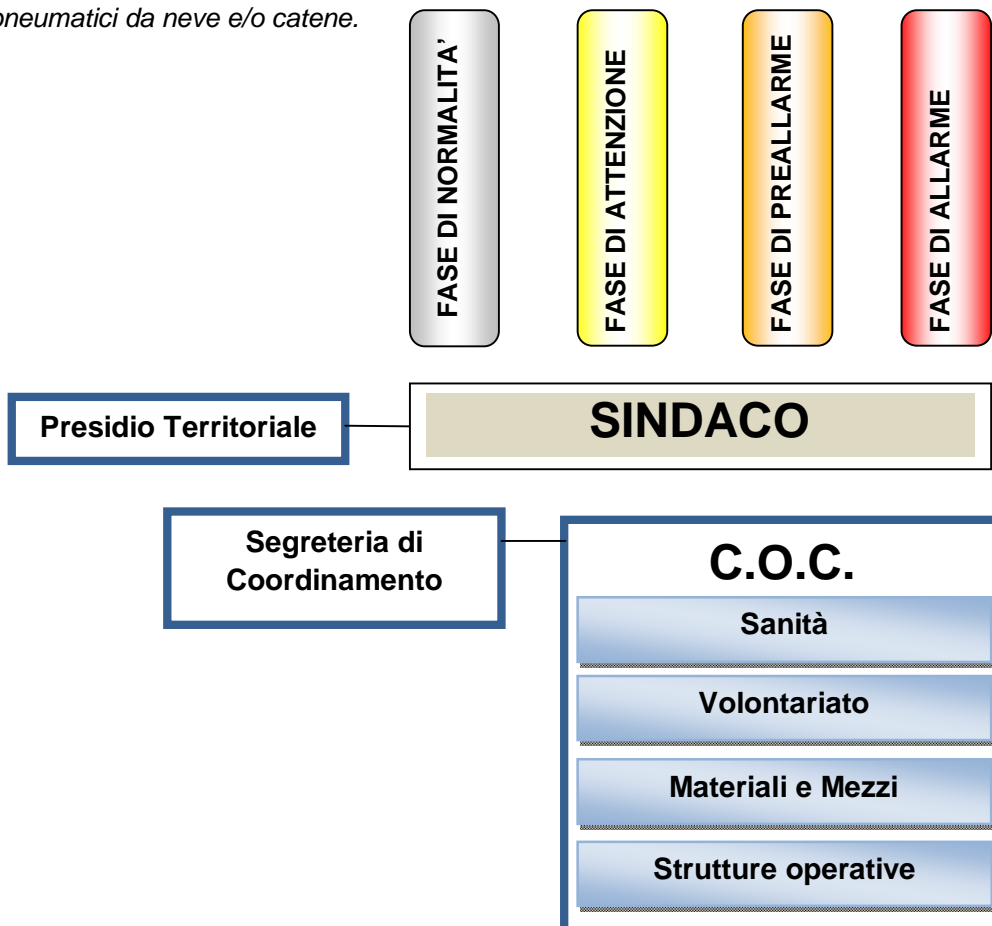 pneumatici da neve e/o catene.
FASE DI NORMALITA’
FASE DI ATTENZIONE
FASE DI PREALLARME
FASE DI ALLARME
Presidio Territoriale
SINDACO
Segreteria di
Coordinamento
C.O.C.
Sanità
Volontariato
Materiali e Mezzi
Strutture operative